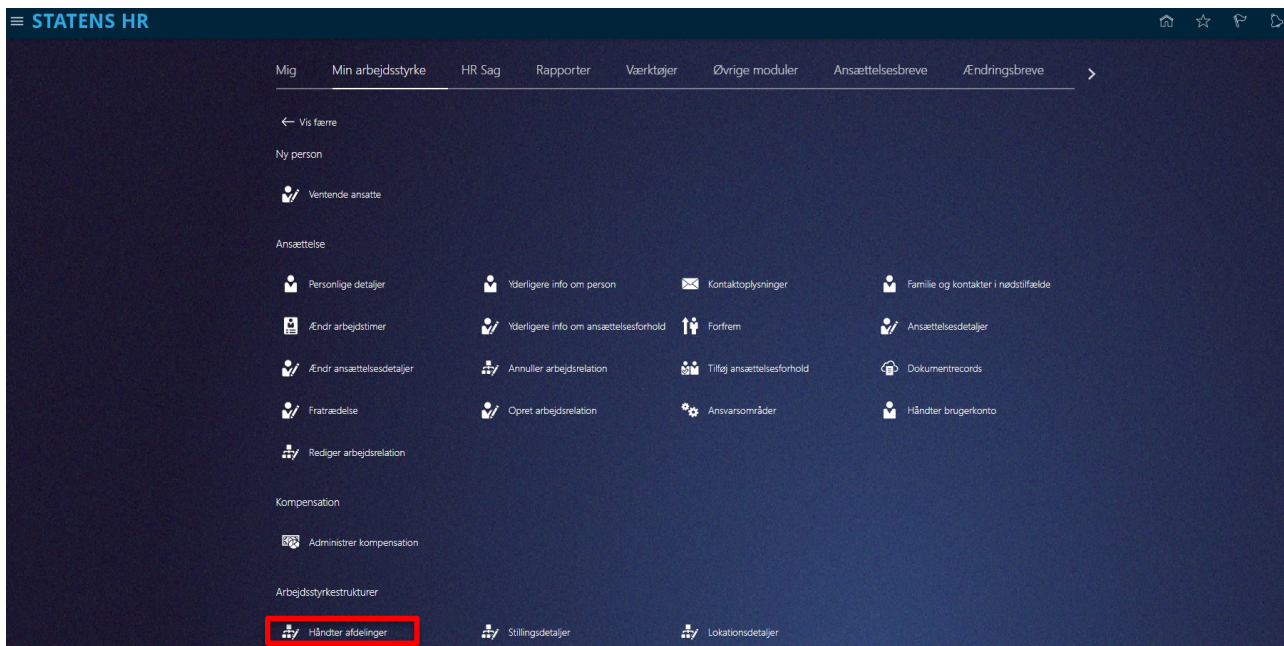 STATENS HR
Mig Min arbejdsstyrke HR Sag Rapporter Værktøjer Øvrige moduler Ansættelsesbreve Ændringsbreve
Vis færre
Ny person
Ventende ansatte
Ansættelse
Personlige detaljer Yderligere info om person Kontaktoplysninger Familie og kontakter i nødstilfælde
Ændr arbejdstimer Yderligere info om ansættelsesforhold Forfrem Ansættelsesdetaljer
Ændr ansættelsesdetaljer Annuller arbejdsrelation Tilføj ansættelsesforhold Dokumentrecords
Fratrædelse Opret arbejdsrelation Ansvarsområder Håndter brugerkonto
Rediger arbejdsrelation
Kompensation
Administrer kompensation
Arbejdsstyrkestrukturer
Håndter afdelinger Stillingsdetaljer Lokationsdetaljer